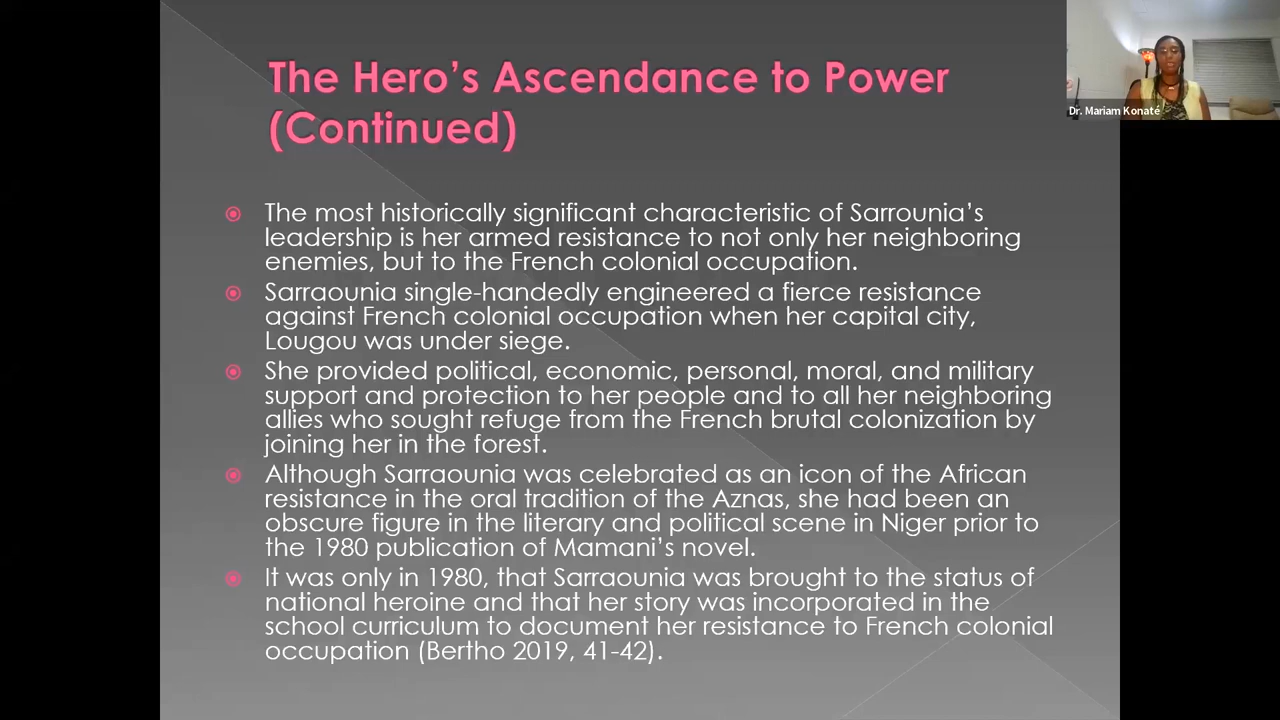 The Hero's Ascendance to Power
(Continued)
Dr. Mariam Konaté
The most historically significant characteristic of Sarrounia's
leadership is her armed resistance to not only her neighboring
enemies, but to the French colonial occupation.
Sarraounia single-handedly engineered a fierce resistance
against French colonial occupation when her capital city,
Lougou was under siege.
She provided political, economic, personal, moral, and military
support and protection to her people and to all her neighboring
allies who sought refuge from the French brutal colonization by
joining her in the forest.
Although Sarraounia was celebrated as an icon of the African
resistance in the oral tradition of the Aznas, she had been an
obscure figure in the literary and political scene in Niger prior to
the 1980 publication of Mamani's novel.
It was only in 1980, that Sarraounia was brought to the status of
national heroine and that her story was incorporated in the
school curriculum to document her resistance to French colonial
occupation (Bertho 2019, 41-42).